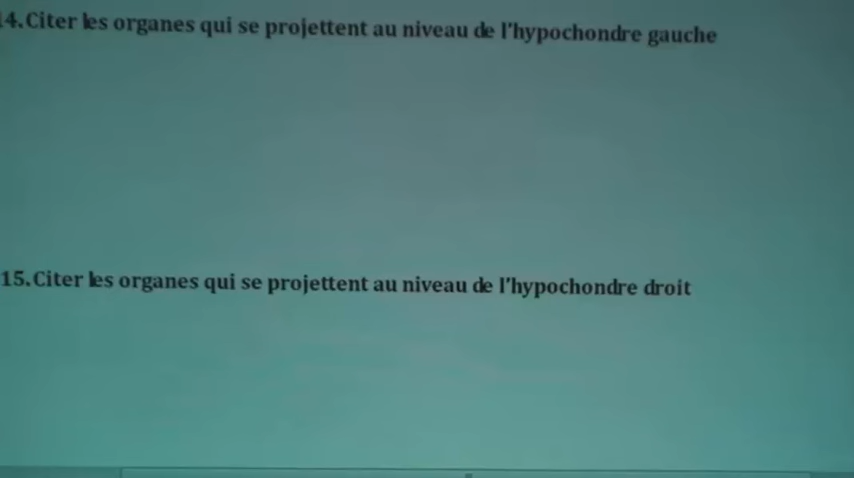 14.Citer les organes qui se projettent au niveau de l'hypochondre gauche
15.Citer les organes qui se projettent au niveau de l'hypochondre droit